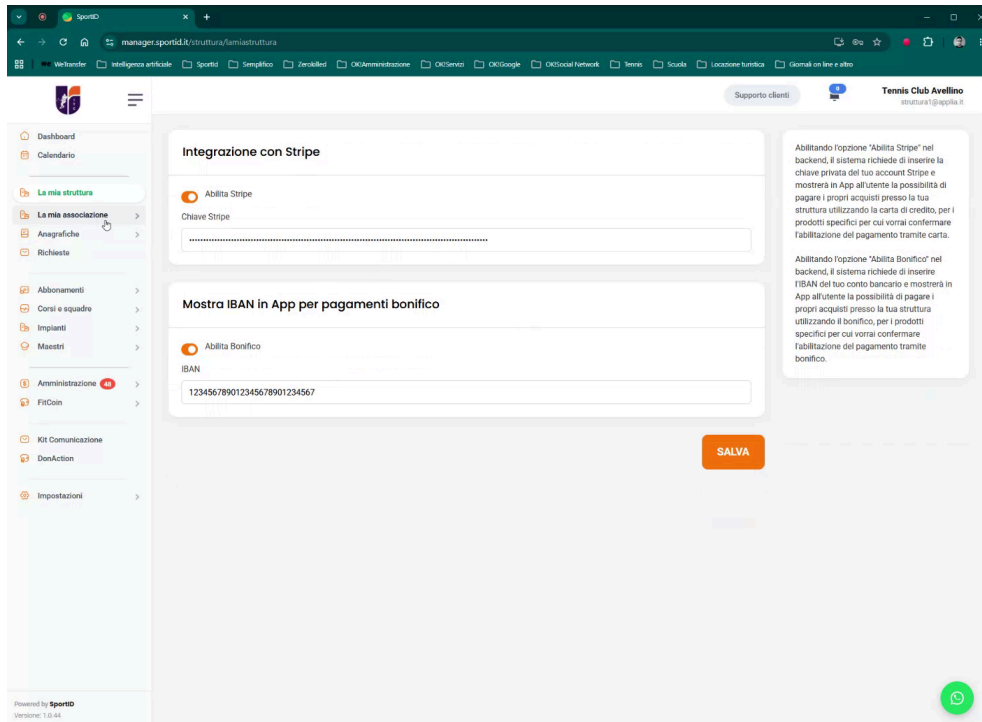 SportID
manager.sportid.it/struttura/lamiastruttura
WeTransfer Intelligenza artificiale Sportid Semplifico Zerokilled OK!Amministrazione OK!Servizi OK!Google OK!Social Network Tennis Scuola Locazione turistica Giornali on line e altro
Supporto clienti
0
Tennis Club Avellino
struttura1@applia.it
Dashboard
Calendario
La mia struttura
La mia associazione
Anagrafiche
Richieste
Abbonamenti
Corsi e squadre
Impianti
Maestri
Amministrazione 48
FitCoin
Kit Comunicazione
DonAction
Impostazioni
Powered by SportID
Versione: 1.0.44
Integrazione con Stripe
Abilita Stripe
Chiave Stripe
Mostra IBAN in App per pagamenti bonifico
Abilita Bonifico
IBAN
123456789012345678901234567
SALVA
Abilitando l'opzione "Abilita Stripe" nel
backend, il sistema richiede di inserire la
chiave privata del tuo account Stripe e
mostrerà in App all'utente la possibilità di
pagare i propri acquisti presso la tua
struttura utilizzando la carta di credito, per i
prodotti specifici per cui vorrai confermare
l'abilitazione del pagamento tramite carta.
Abilitando l'opzione "Abilita Bonifico" nel
backend, il sistema richiede di inserire
l'IBAN del tuo conto bancario e mostrerà in
App all'utente la possibilità di pagare i
propri acquisti presso la tua struttura
utilizzando il bonifico, per i prodotti
specifici per cui vorrai confermare
l'abilitazione del pagamento tramite
bonifico.